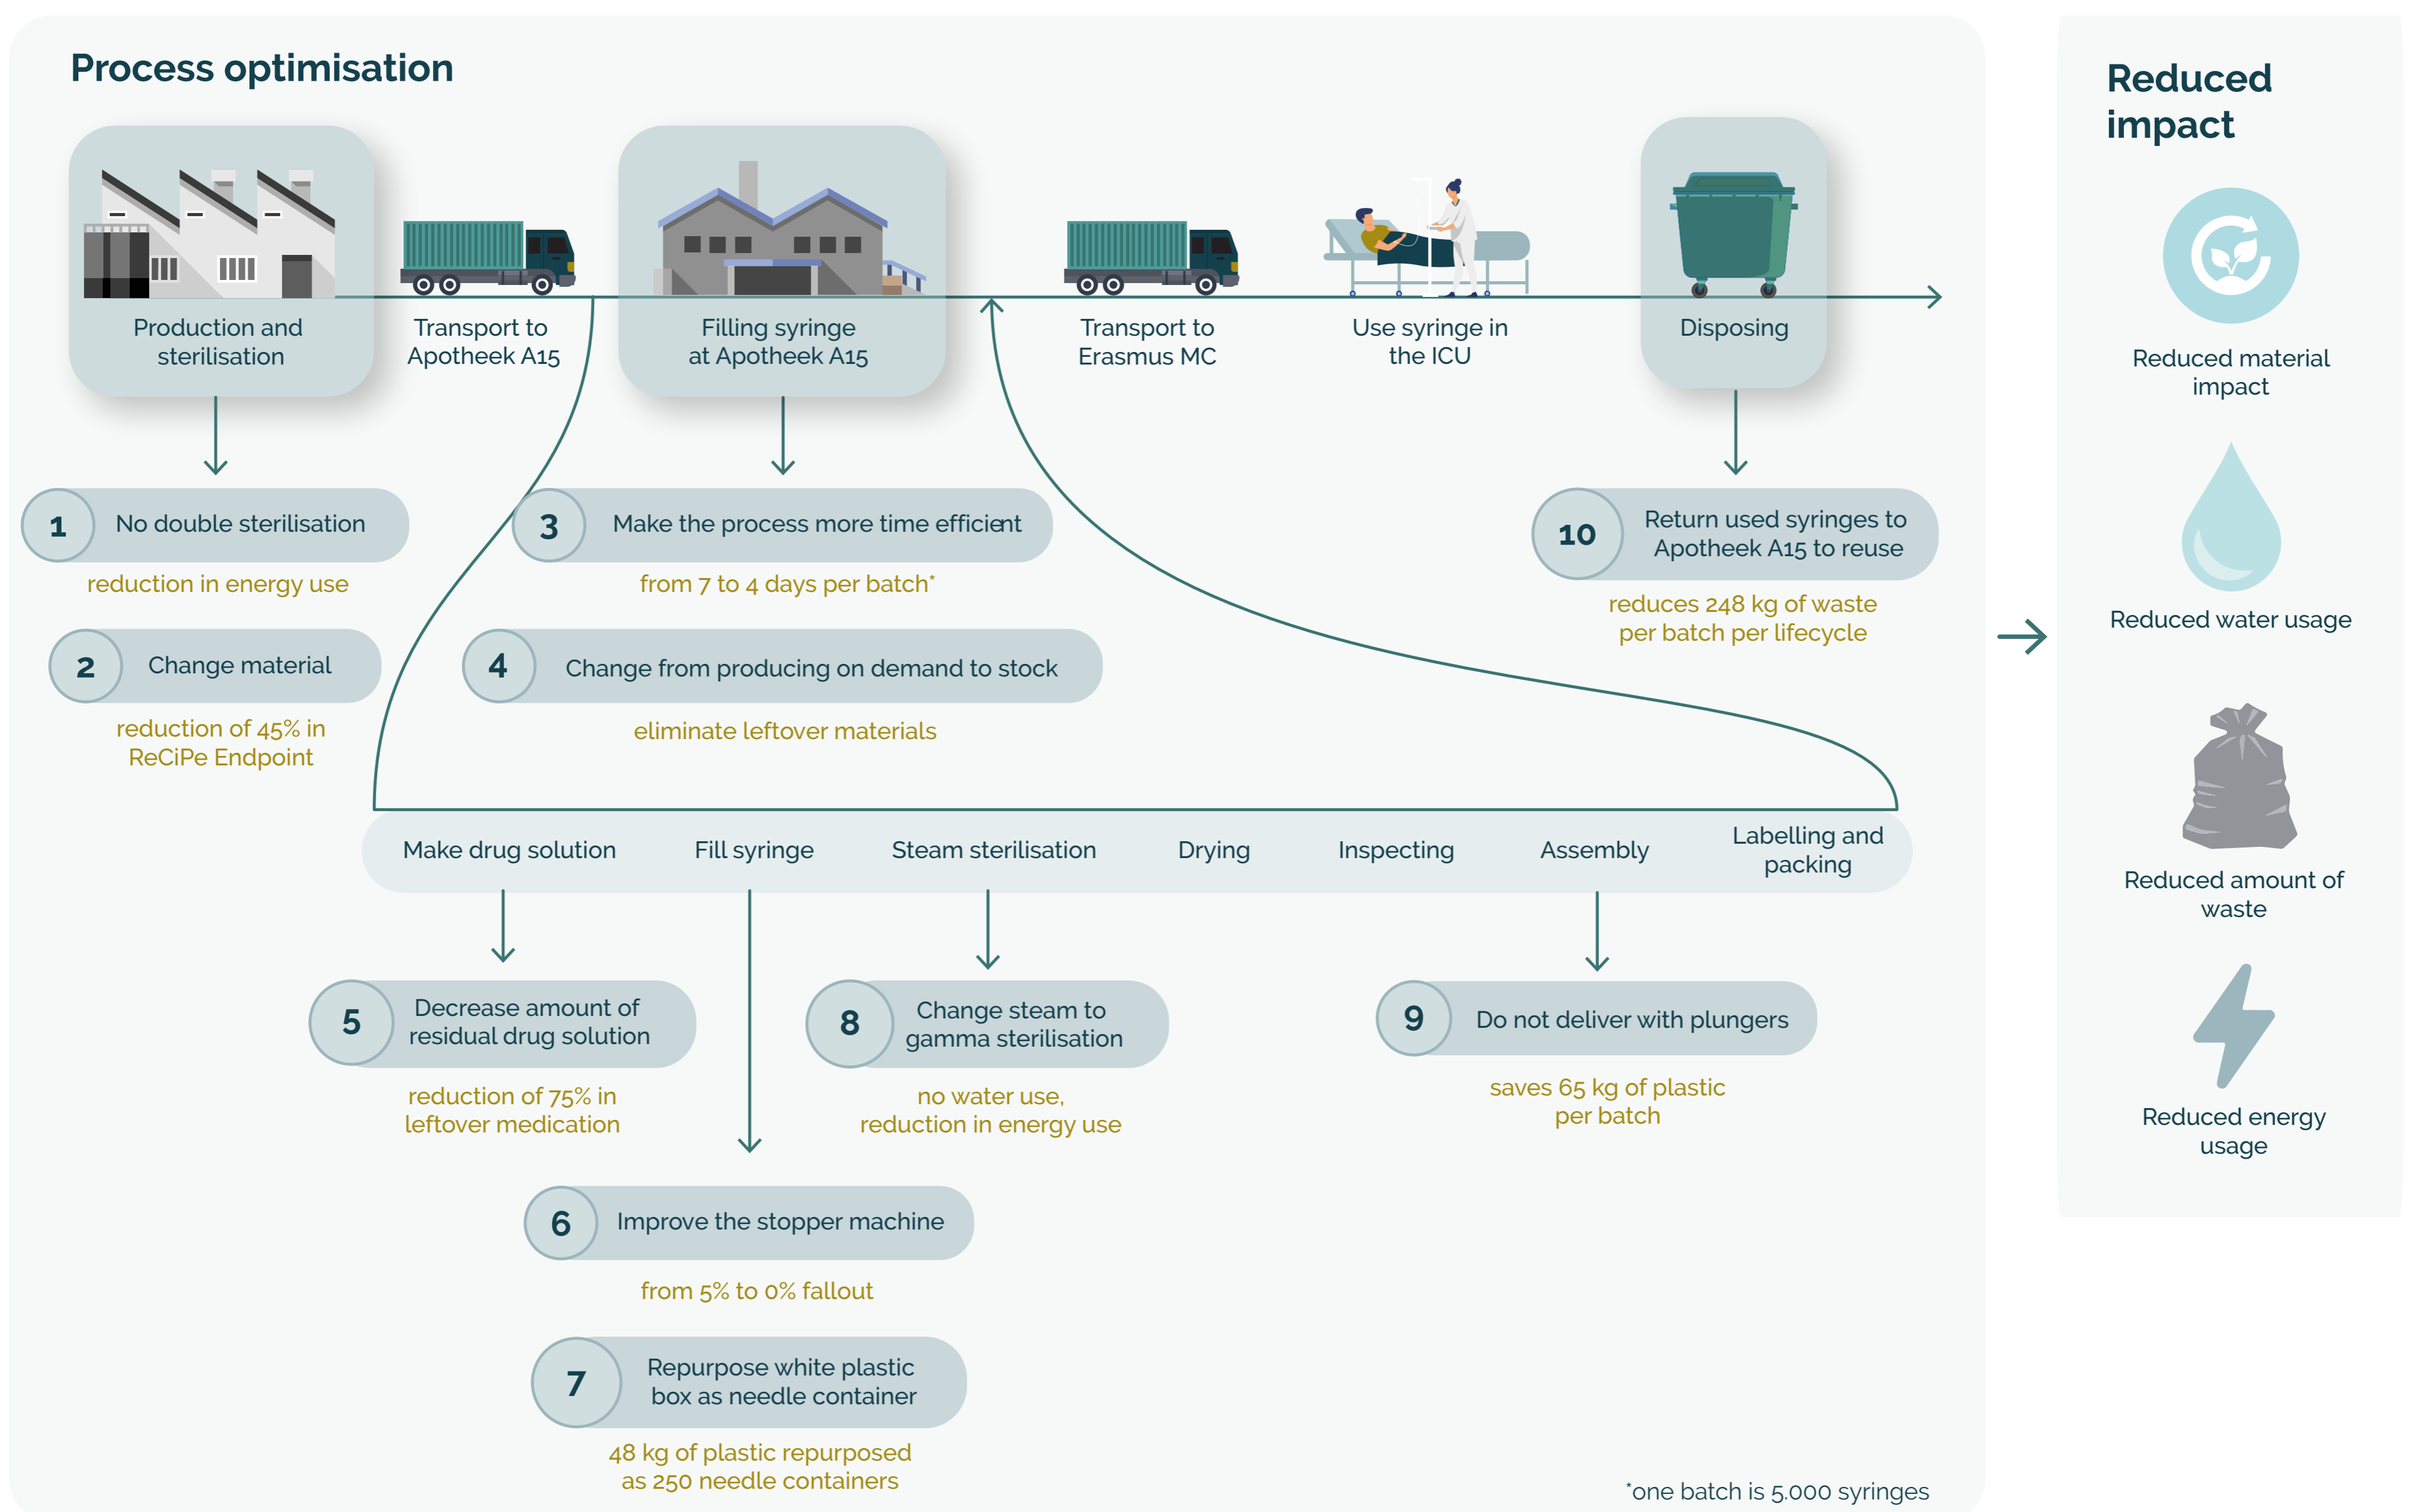 Process optimisation
Production and
sterilisation
Transport to
Apotheek A15
Filling syringe
at Apotheek A15
Transport to
Erasmus MC
Use syringe in
the ICU
Disposing
1
No double sterilisation
reduction in energy use
2
Change material
reduction of 45% in
ReCiPe Endpoint
3
Make the process more time efficient
from 7 to 4 days per batch*
4
Change from producing on demand to stock
eliminate leftover materials
10
Return used syringes to
Apotheek A15 to reuse
reduces 248 kg of waste
per batch per lifecycle
Make drug solution
Fill syringe
Steam sterilisation
Drying
Inspecting
Assembly
Labelling and
packing
5
Decrease amount of
residual drug solution
reduction of 75% in
leftover medication
8
Change steam to
gamma sterilisation
no water use,
reduction in energy use
9
Do not deliver with plungers
saves 65 kg of plastic
per batch
6
Improve the stopper machine
from 5% to 0% fallout
7
Repurpose white plastic
box as needle container
48 kg of plastic repurposed
as 250 needle containers
*one batch is 5.000 syringes
Reduced
impact
Reduced material
impact
Reduced water usage
Reduced amount of
waste
Reduced energy
usage